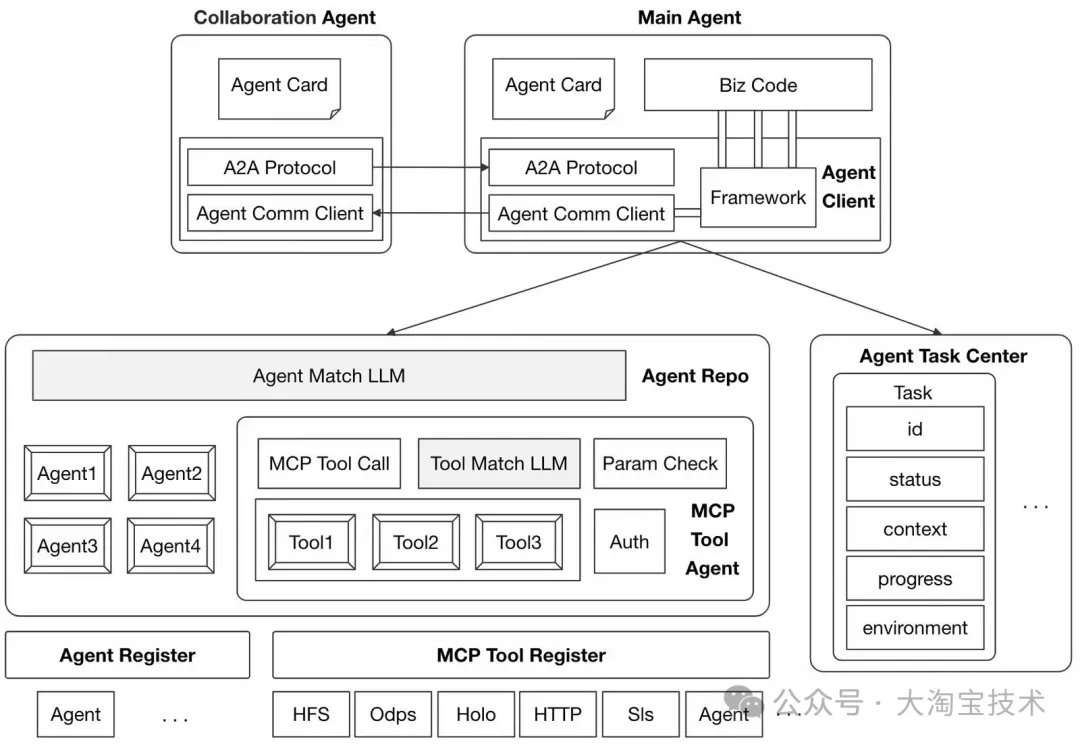 Collaboration Agent
Agent Card
A2A Protocol
Agent Comm Client
Main Agent
Agent Card
Biz Code
A2A Protocol
Agent Comm Client
Framework
Agent
Client
Agent Match LLM
Agent Repo
Agent1
Agent2
Agent3
Agent4
MCP Tool Call
Tool Match LLM
Param Check
Tool1
Tool2
Tool3
Auth
MCP
Tool
Agent
Agent Task Center
Task
id
status
context
progress
environment
. . .
Agent Register
MCP Tool Register
Agent
. . .
HFS
Odps
Holo
HTTP
Sls
Agent
. . .
公众号 · 大淘宝技术